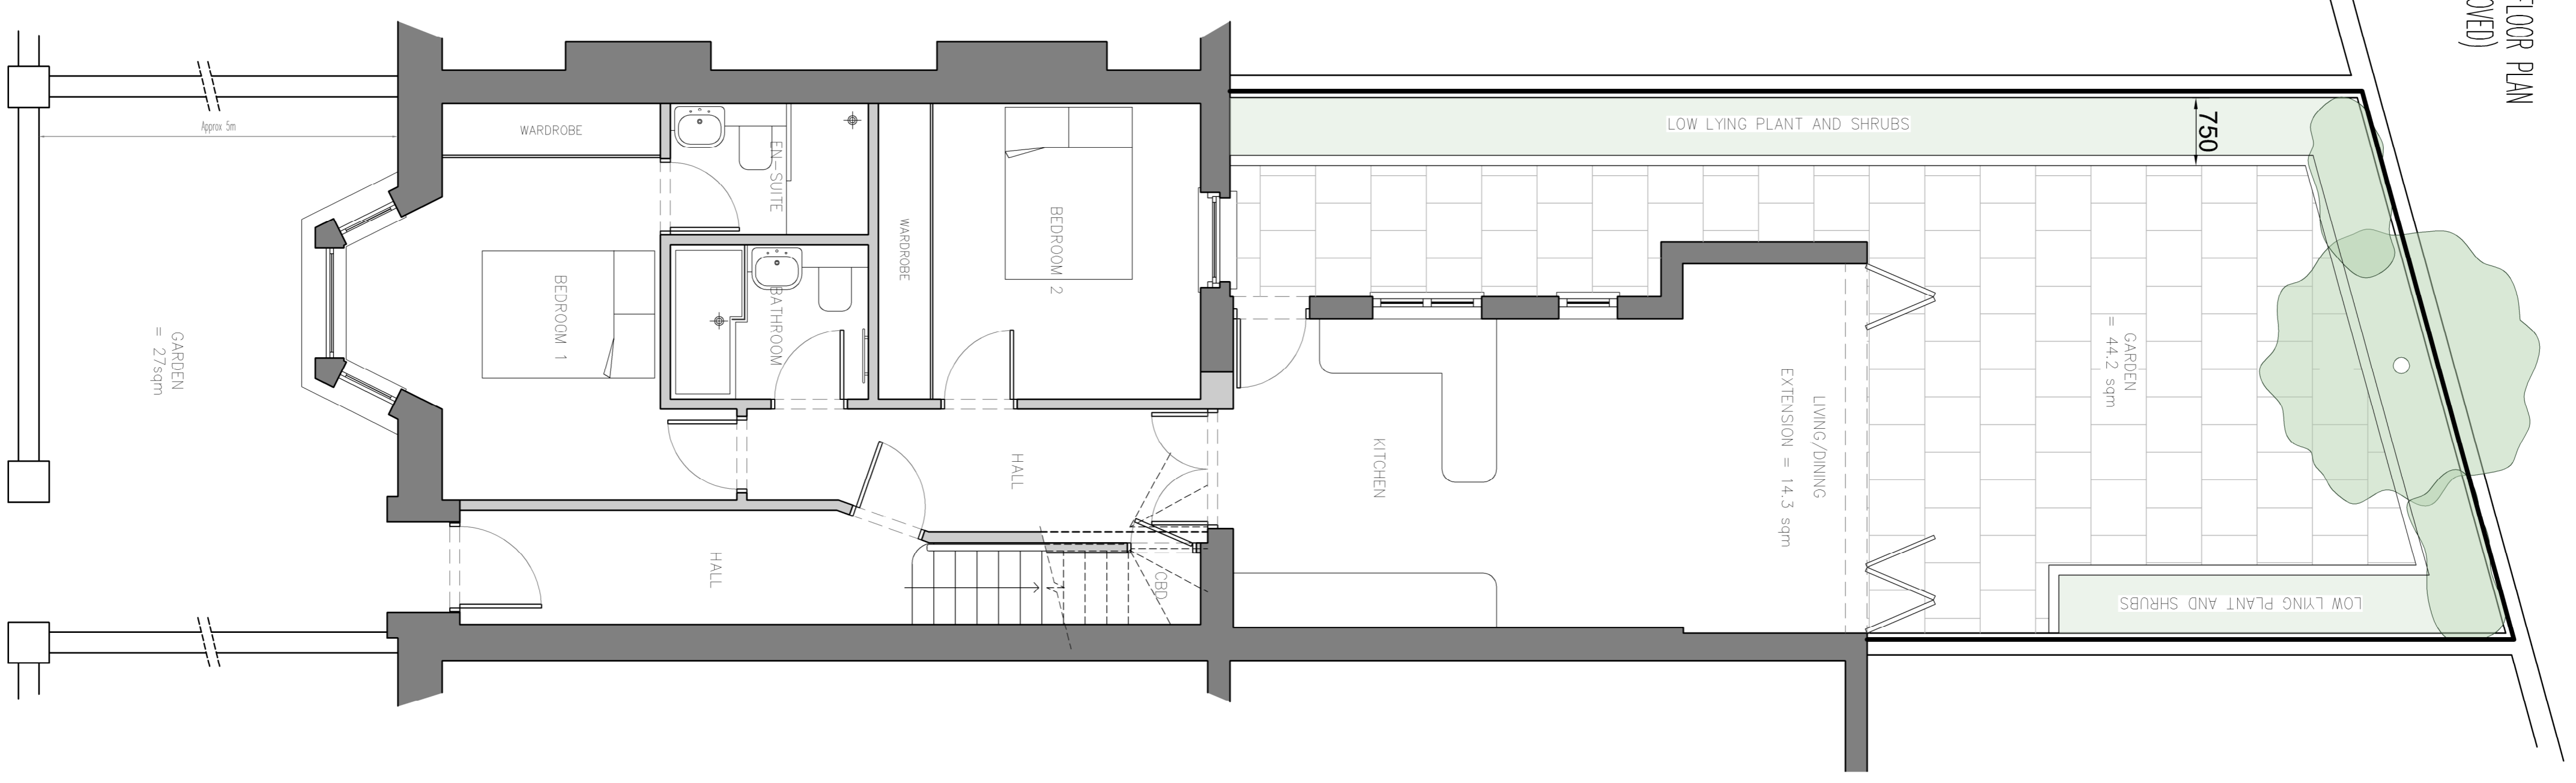 FLOOR PLAN
OVED)
Approx 5m
WARDROBE
EN-SUITE
WARDROBE
BEDROOM 2
BEDROOM 1
BATHROOM
GARDEN
= 27sqm
HALL
HALL
CBD
KITCHEN
LIVING/DINING
EXTENSION = 14.3 sqm
LOW LYING PLANT AND SHRUBS
750
GARDEN
= 44.2 sqm
LOW LYING PLANT AND SHRUBS